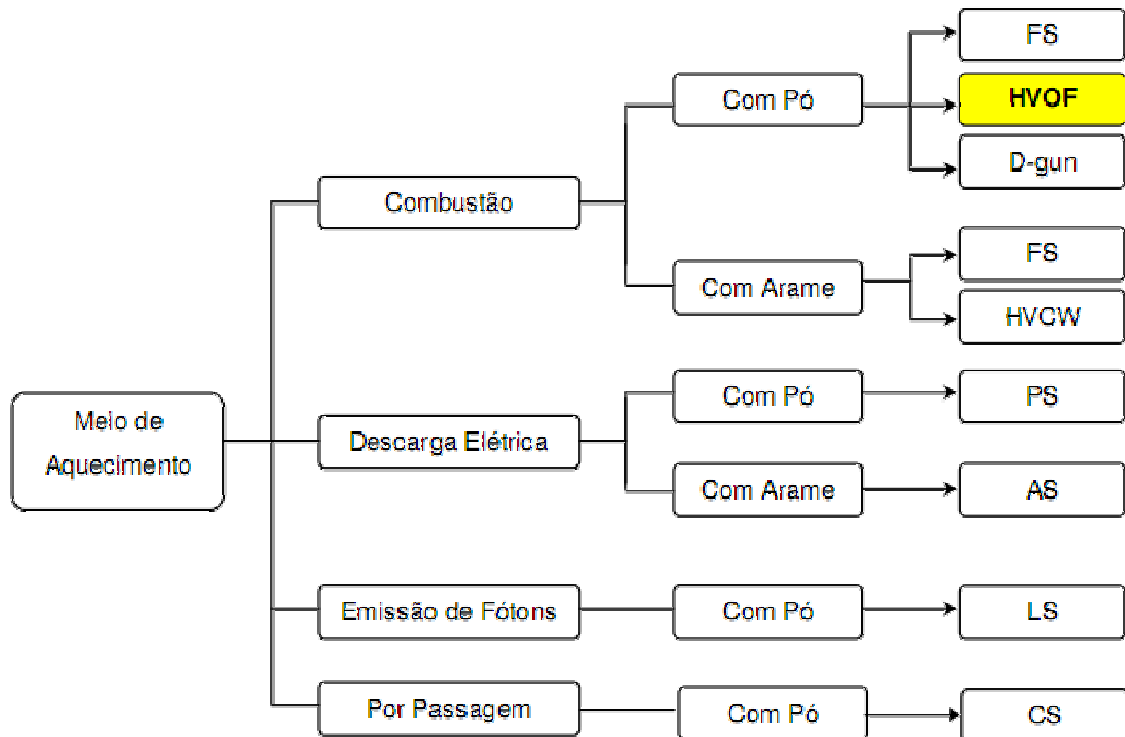 FS
Com Pó
HVOF
D-gun
Combustão
FS
Com Arame
HVCW
Meio de
Aquecimento
Com Pó
PS
Descarga Elétrica
Com Arame
AS
Emissão de Fótons
Com Pó
LS
Por Passagem
Com Pó
CS